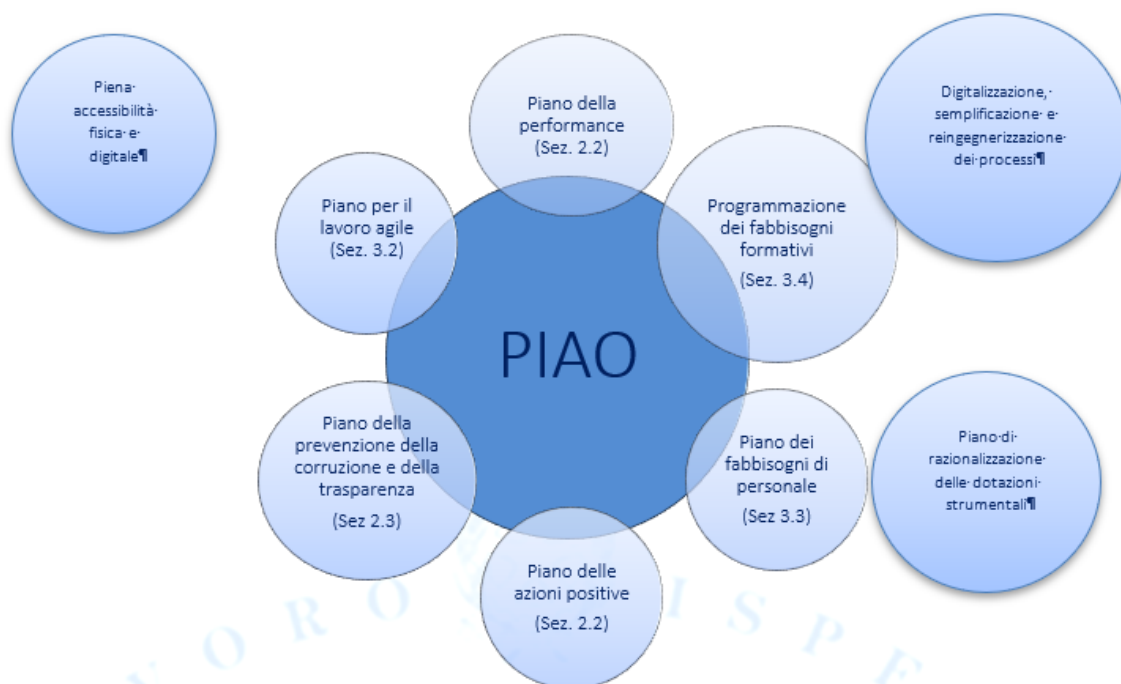 Piena·
accessibilità·
fisica·e·
digitale¶
Piano della
performance
(Sez. 2.2)
Digitalizzazione,·
semplificazione·e·
reingegnerizzazione·
dei·processi¶
Piano per il
lavoro agile
(Sez. 3.2)
Programmazione
dei fabbisogni
formativi
(Sez. 3.4)
PIAO
Piano della
prevenzione della
corruzione e della
trasparenza
(Sez 2.3)
Piano dei
fabbisogni di
personale
(Sez 3.3)
Piano·di·
razionalizzazione·
delle·dotazioni·
strumentali¶
Piano delle
azioni positive
(Sez. 2.2)
V O R O
I S P E